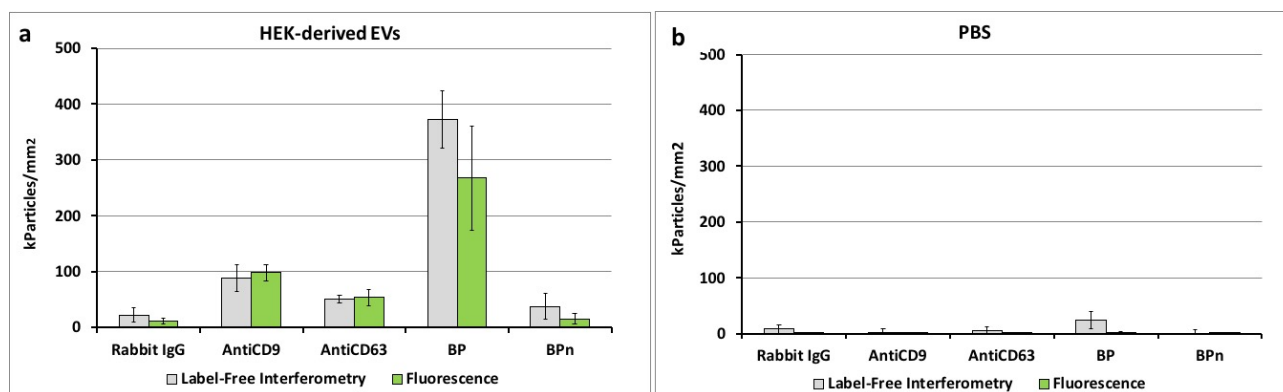 a
HEK-derived EVs
500
400
300
200
100
0
kParticles/mm2
Rabbit IgG AntiCD9 AntiCD63 BP BPn
Label-Free Interferometry Fluorescence
b
PBS
500
400
300
200
100
0
kParticles/mm2
Rabbit IgG AntiCD9 AntiCD63 BP BPn
Label-Free Interferometry Fluorescence